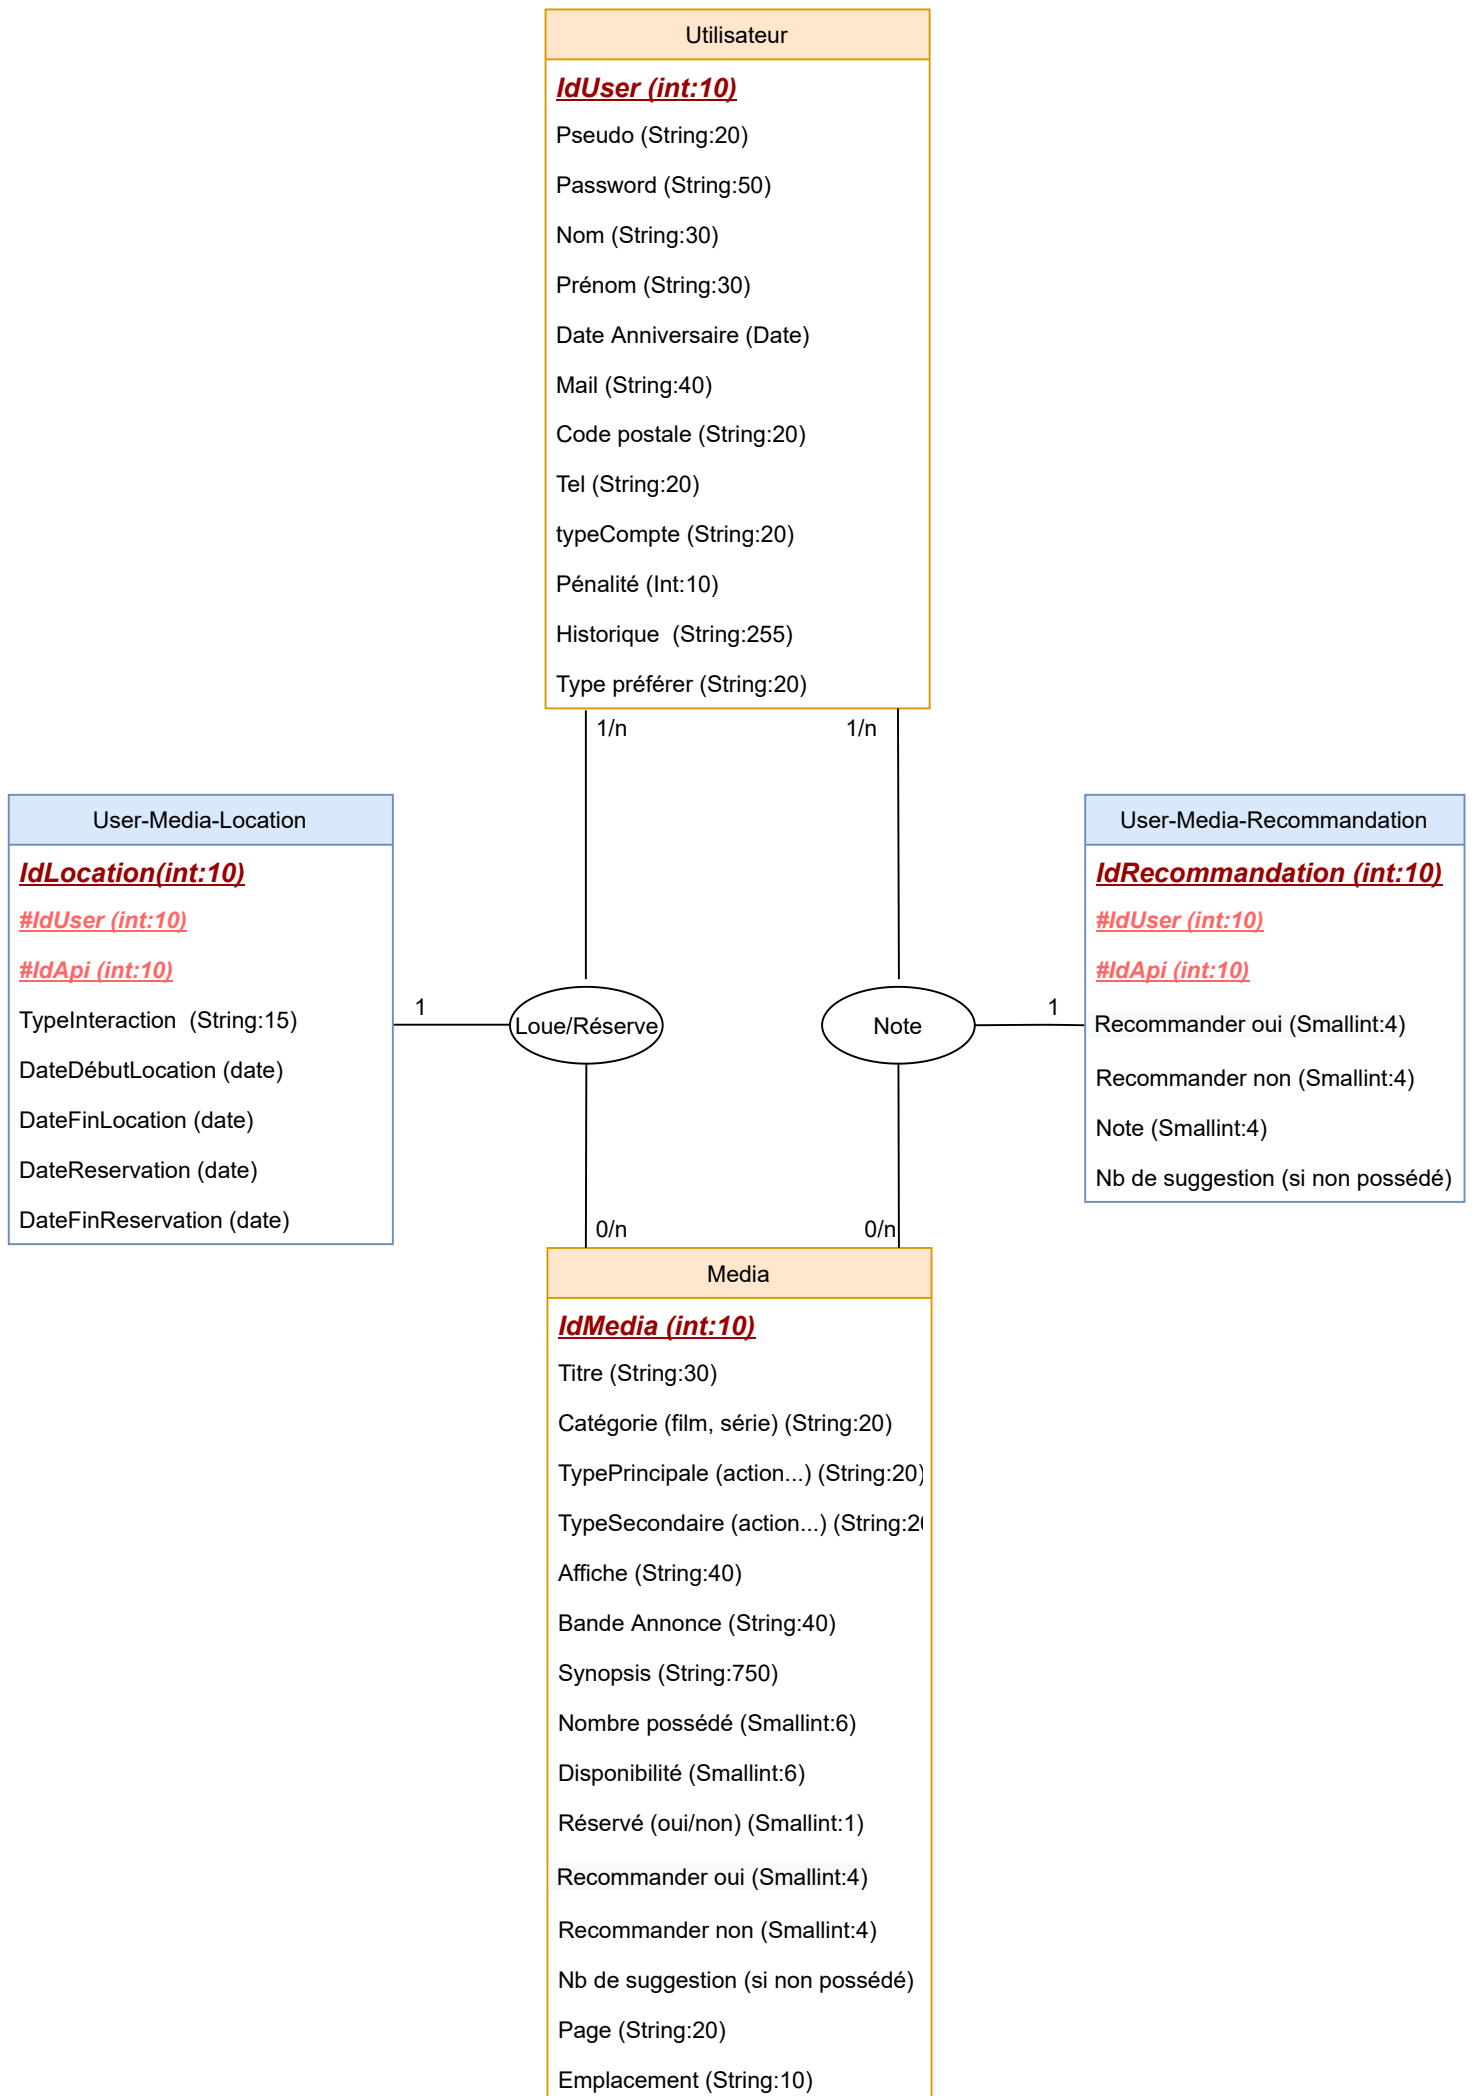 Utilisateur
IdUser (int:10)
Pseudo (String:20)
Password (String:50)
Nom (String:30)
Prénom (String:30)
Date Anniversaire (Date)
Mail (String:40)
Code postale (String:20)
Tel (String:20)
typeCompte (String:20)
Pénalité (Int:10)
Historique  (String:255)
Type préférer (String:20)
1/n
1/n
User-Media-Location
IdLocation(int:10)
#IdUser (int:10)
#IdApi (int:10)
TypeInteraction  (String:15)
DateDébutLocation (date)
DateFinLocation (date)
DateReservation (date)
DateFinReservation (date)
1
Loue/Réserve
Note
1
User-Media-Recommandation
IdRecommandation (int:10)
#IdUser (int:10)
#IdApi (int:10)
Recommander oui (Smallint:4)
Recommander non (Smallint:4)
Note (Smallint:4)
Nb de suggestion (si non possédé)
0/n
0/n
Media
IdMedia (int:10)
Titre (String:30)
Catégorie (film, série) (String:20)
TypePrincipale (action...) (String:20)
TypeSecondaire (action...) (String:2
Affiche (String:40)
Bande Annonce (String:40)
Synopsis (String:750)
Nombre possédé (Smallint:6)
Disponibilité (Smallint:6)
Réservé (oui/non) (Smallint:1)
Recommander oui (Smallint:4)
Recommander non (Smallint:4)
Nb de suggestion (si non possédé)
Page (String:20)
Emplacement (String:10)